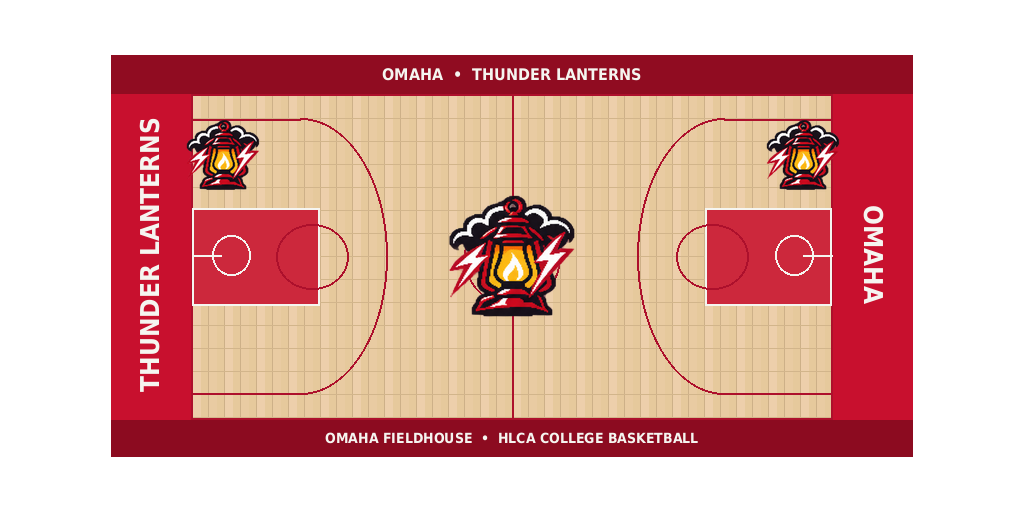 OMAHA • THUNDER LANTERNS
THUNDER LANTERNS
OMAHA
OMAHA FIELDHOUSE • HLCA COLLEGE BASKETBALL